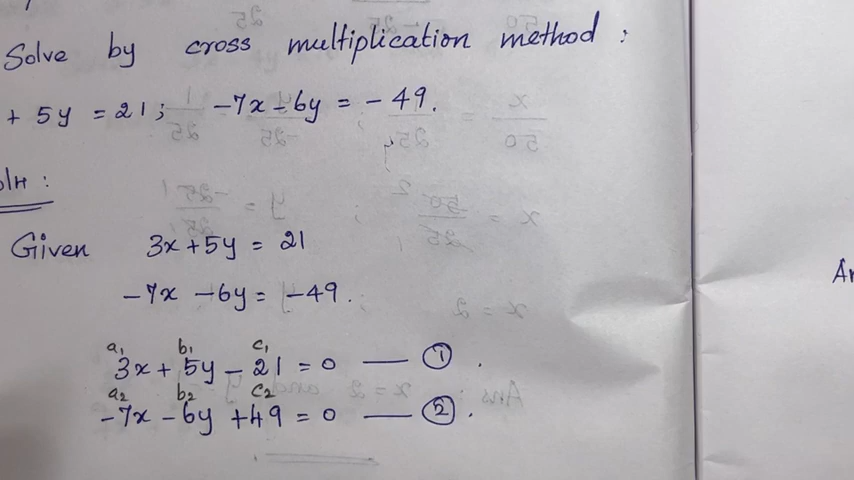 Solve by cross multiplication method :
+ 5y = 21; -7x - 6y = - 49.
Given 3x + 5y = 21
-7x - 6y = -49.
a₁ b₁ c₁
3x + 5y - 21 = 0 — ①.
a₂ b₂ c₂
-7x - 6y + 49 = 0 — ②.